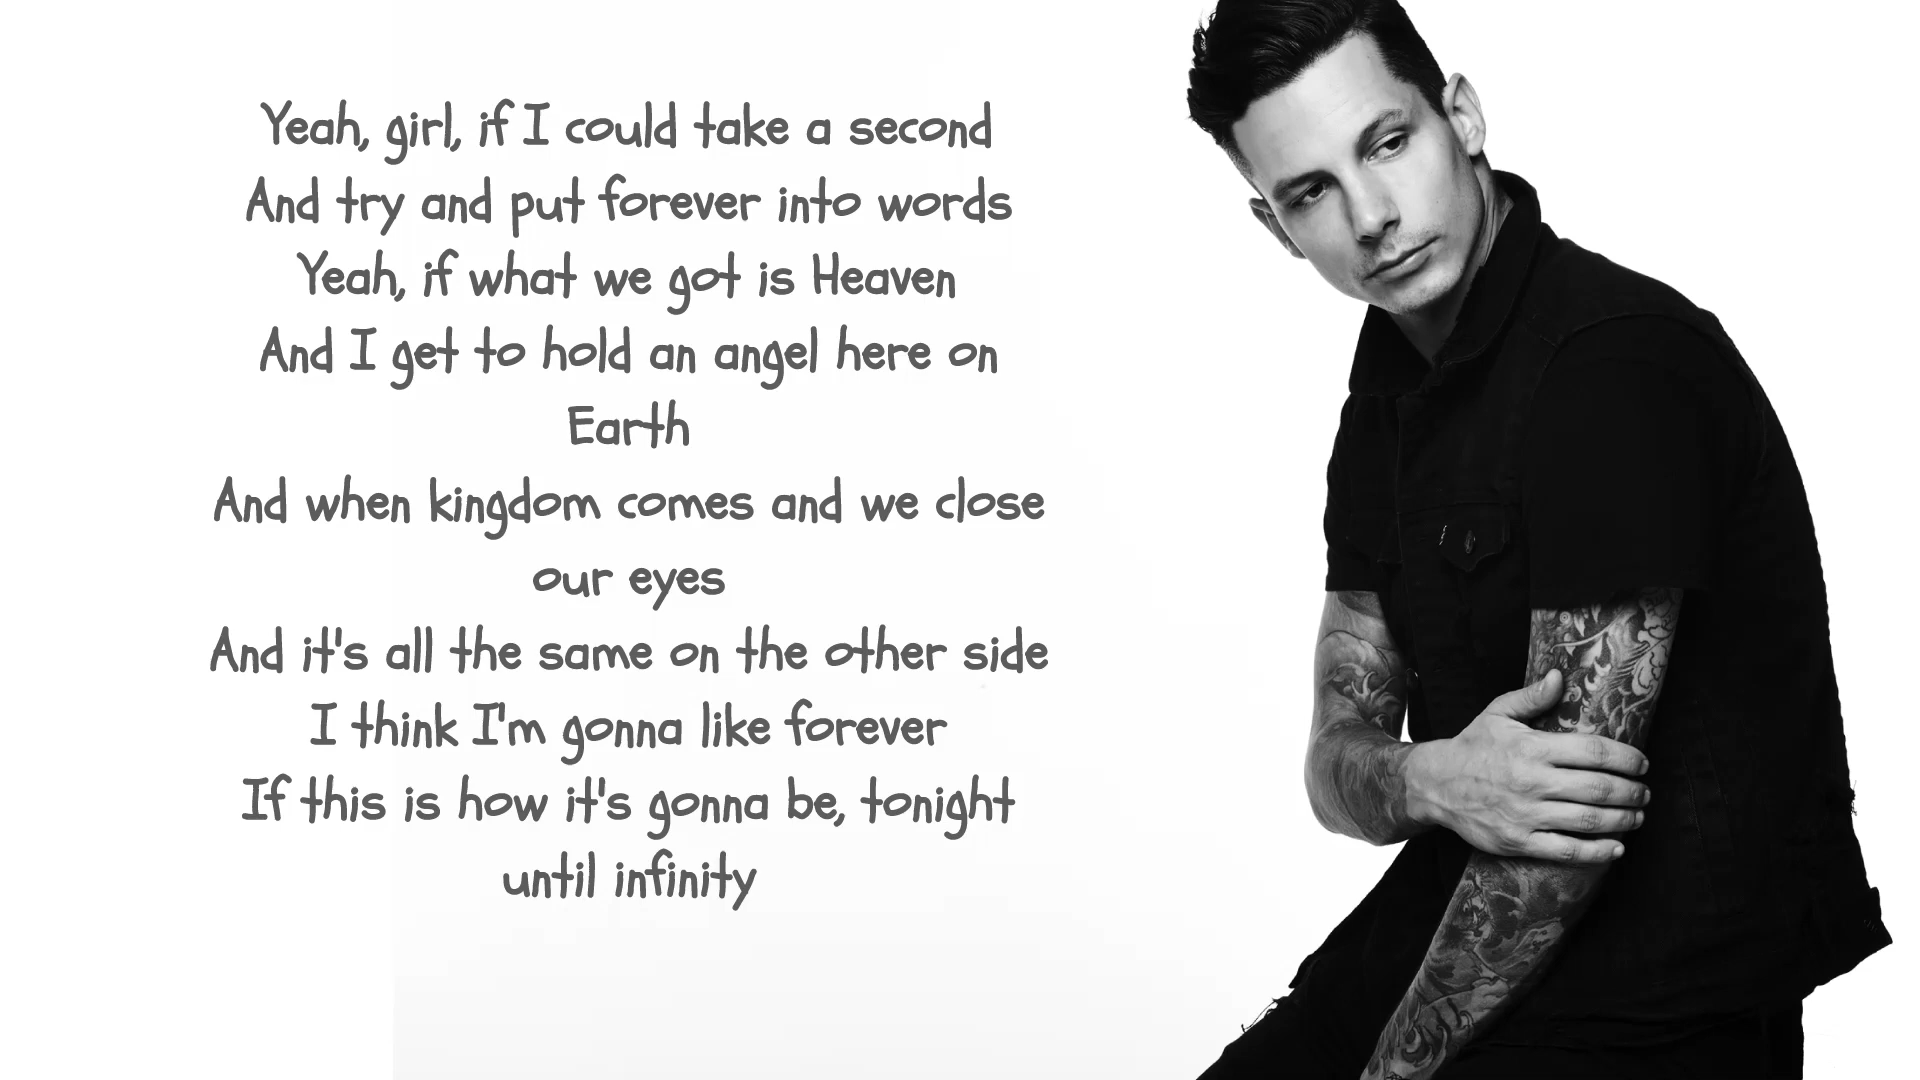 Yeah, girl, if I could take a second
And try and put forever into words
Yeah, if what we got is Heaven
And I get to hold an angel here on
Earth
And when kingdom comes and we close
our eyes
And it's all the same on the other side
I think I'm gonna like forever
If this is how it's gonna be, tonight
until infinity